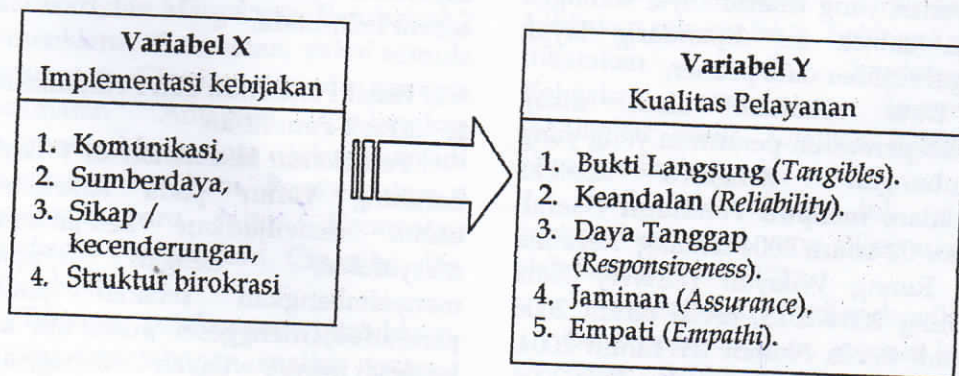 Variabel X
Implementasi kebijakan
1. Komunikasi,
2. Sumberdaya,
3. Sikap
kecenderungan,
4. Struktur birokrasi
Variabel Y
Kualitas Pelayanan
1. Bukti Langsung (Tangibles).
2. Keandalan (Reliability).
3. Daya Tanggap
(Responsiveness).
4. Jaminan (Assurance).
5. Empati (Empathi).